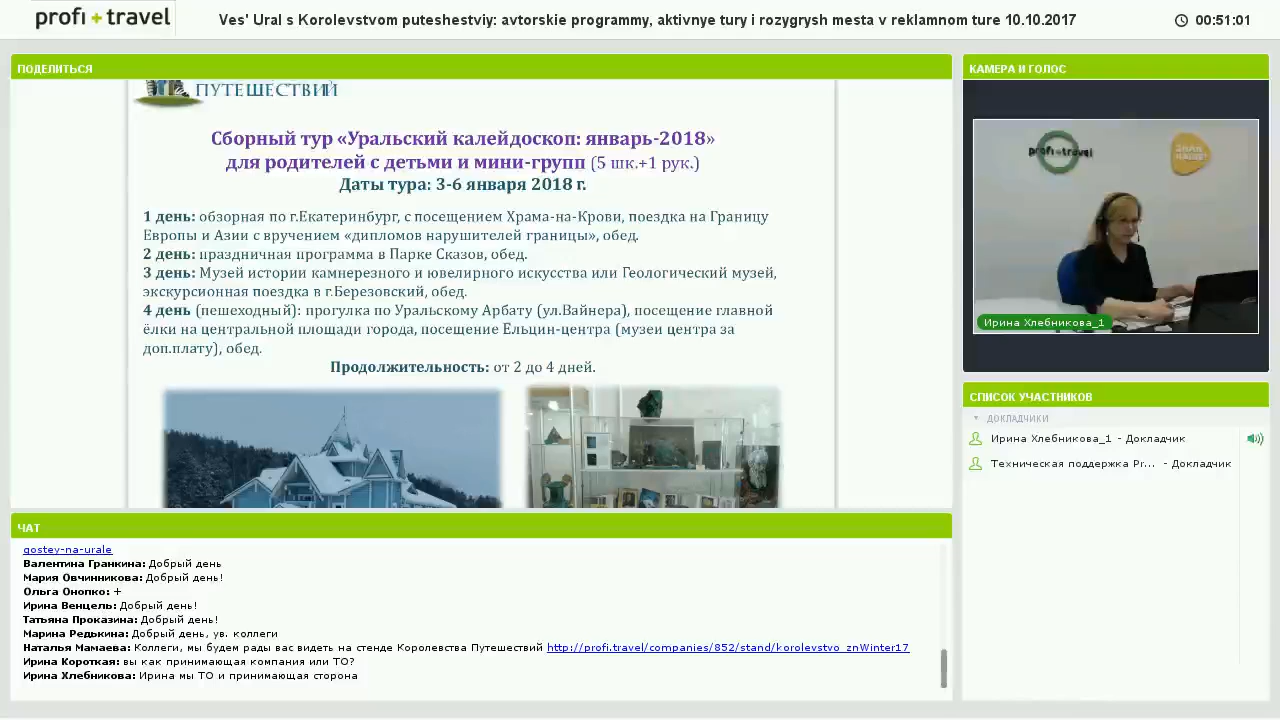 profi + travel
Ves' Ural s Korolevstvom puteshestviy: avtorskie programmy, aktivnye tury i rozygrysh mesta v reklamnom ture 10.10.2017
00:51:01
ПОДЕЛИТЬСЯ
ПУТЕШЕСТВИЙ
Сборный тур «Уральский калейдоскоп: январь-2018»
для родителей с детьми и мини-групп (5 шк.+1 рук.)
Даты тура: 3-6 января 2018 г.
1 день: обзорная по г.Екатеринбург, с посещением Храма-на-Крови, поездка на Границу
Европы и Азии с вручением «дипломов нарушителей границы», обед.
2 день: праздничная программа в Парке Сказов, обед.
3 день: Музей истории камнерезного и ювелирного искусства или Геологический музей,
экскурсионная поездка в г.Березовский, обед.
4 день (пешеходный): прогулка по Уральскому Арбату (ул.Вайнера), посещение главной
ёлки на центральной площади города, посещение Ельцин-центра (музеи центра за
доп.плату), обед.
Продолжительность: от 2 до 4 дней.
КАМЕРА И ГОЛОС
profi+travel
ЗНАЙ НАШЕ!
Ирина Хлебникова_1
СПИСОК УЧАСТНИКОВ
ДОКЛАДЧИКИ
Ирина Хлебникова_1 - Докладчик
Техническая поддержка Pr... - Докладчик
ЧАТ
gostey-na-urale
Валентина Гранкина: Добрый день
Мария Овчинникова: Добрый день!
Ольга Онопко: +
Ирина Венцель: Добрый день!
Татьяна Проказина: Добрый день!
Марина Редькина: Добрый день, ув. коллеги
Наталья Мамаева: Коллеги, мы будем рады вас видеть на стенде Королевства Путешествий http://profi.travel/companies/852/stand/korolevstvo_znWinter17
Ирина Короткая: вы как принимающая компания или ТО?
Ирина Хлебникова: Ирина мы ТО и принимающая сторона